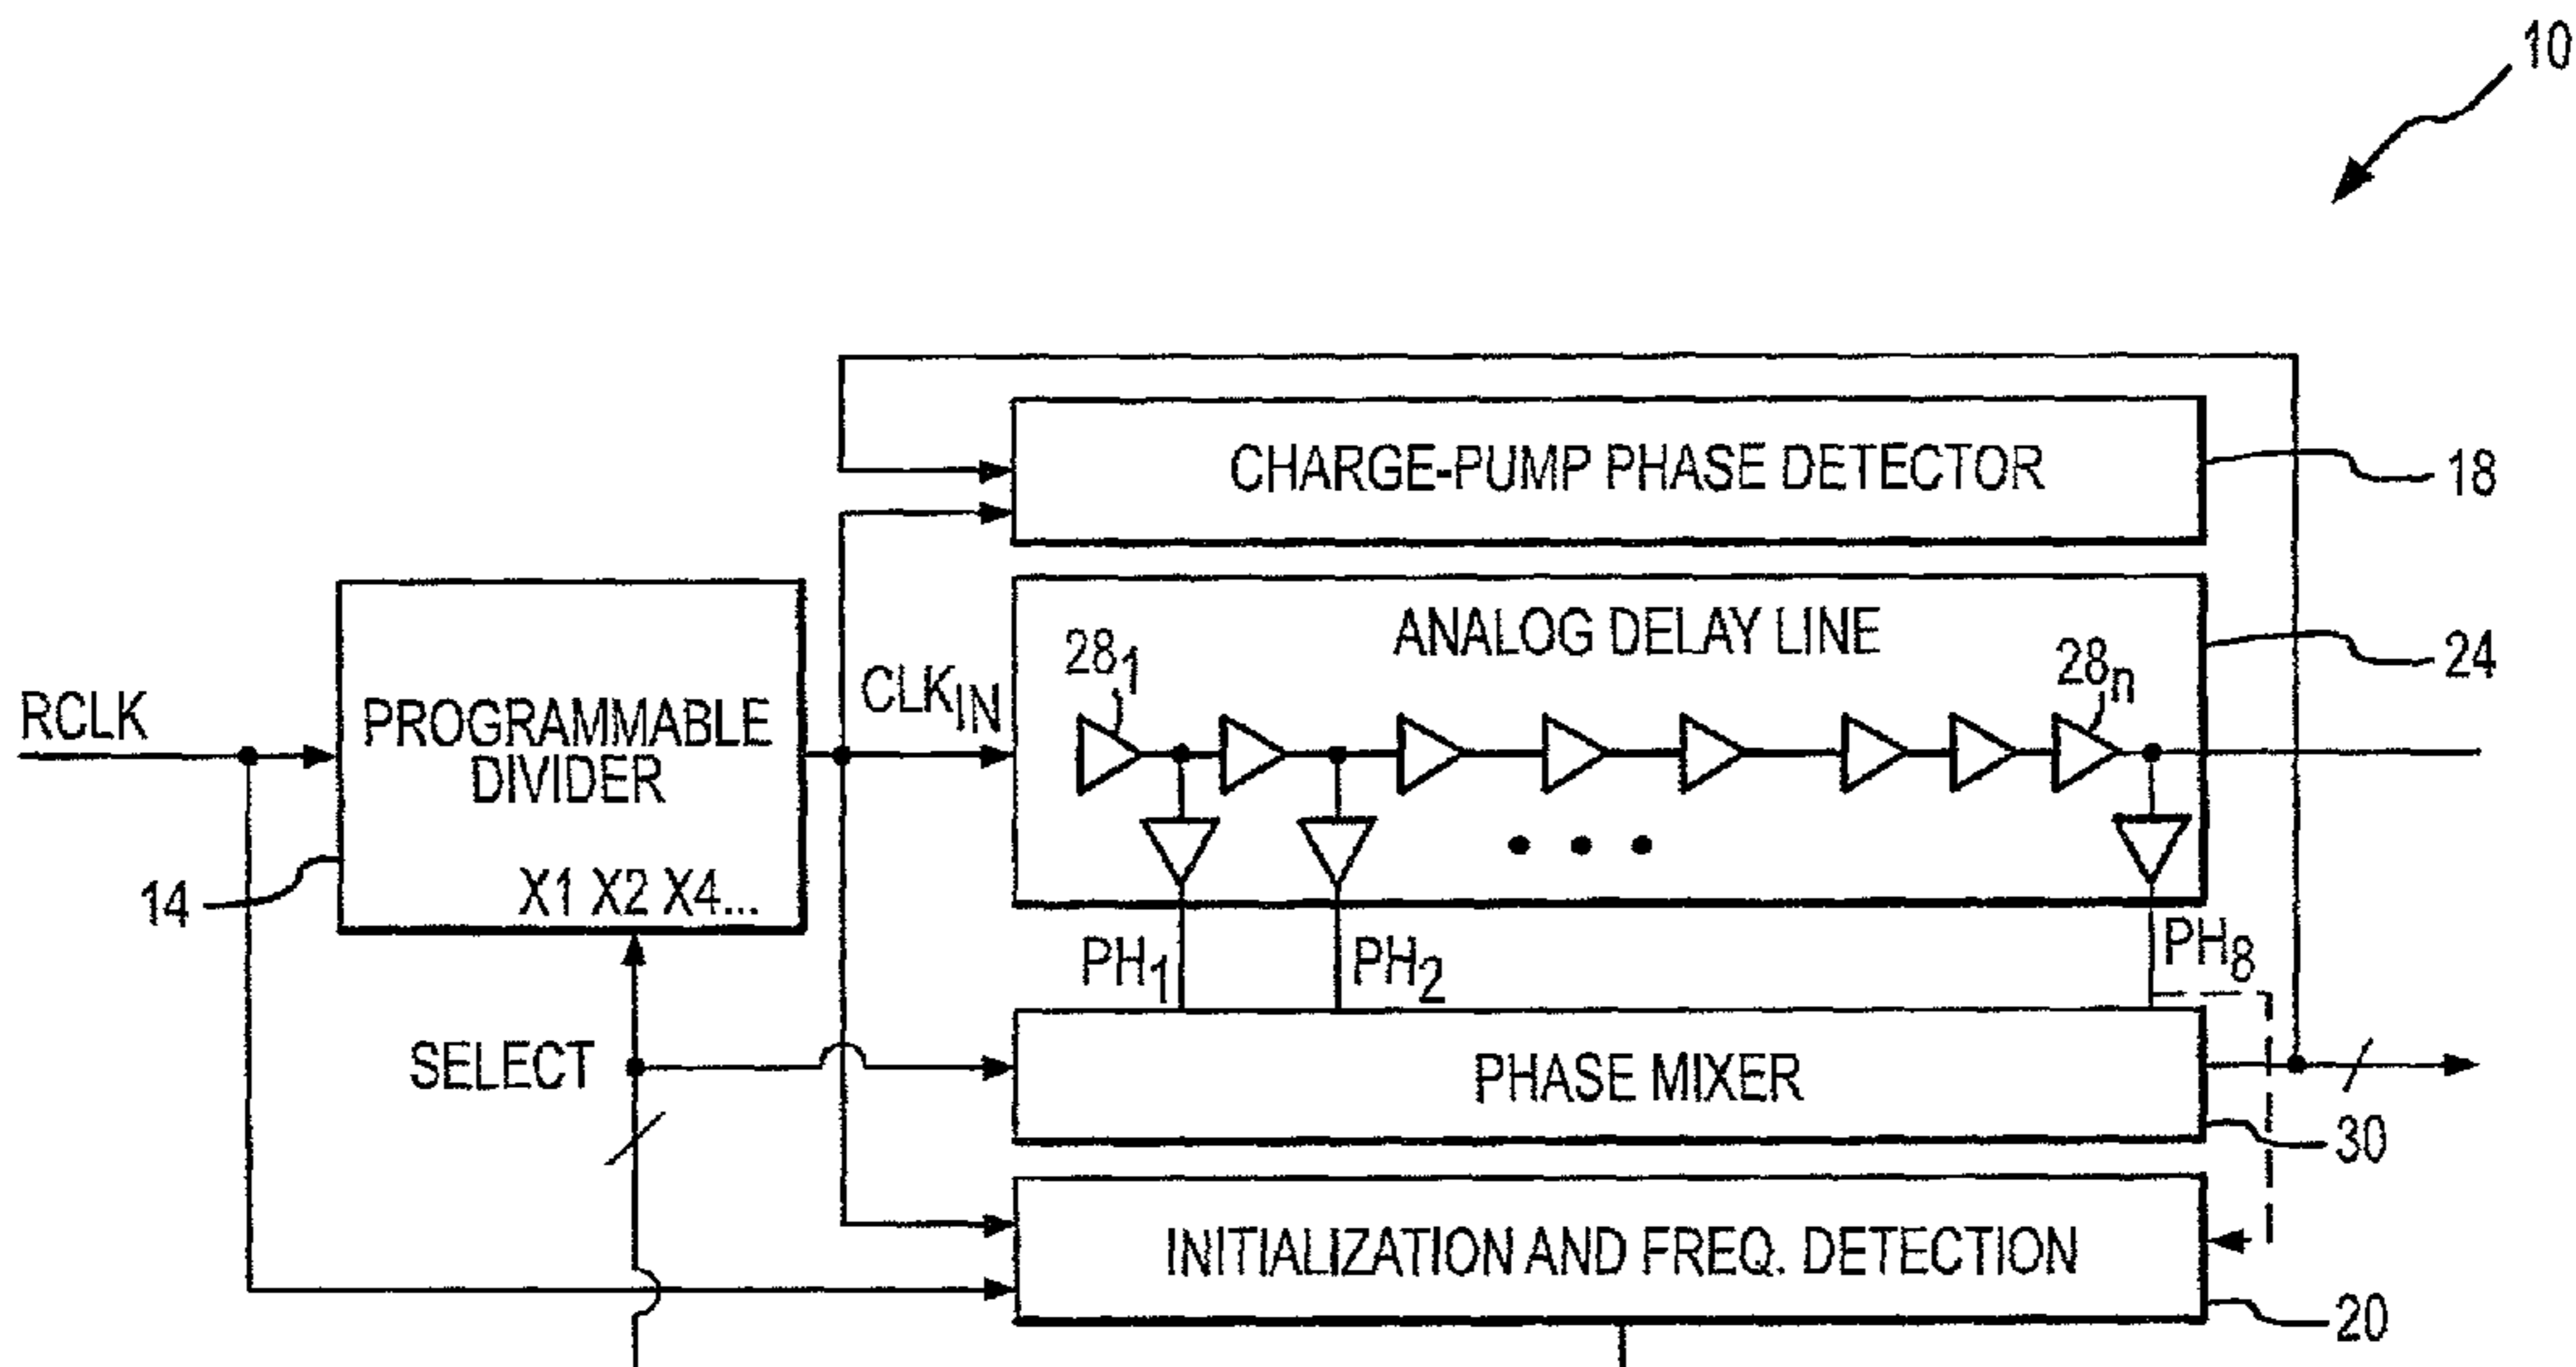 10
CHARGE-PUMP PHASE DETECTOR
18
ANALOG DELAY LINE
28₁
28ₙ
24
RCLK
PROGRAMMABLE
DIVIDER
X1 X2 X4...
14
CLK_IN
PH₁
PH₂
PH₈
SELECT
PHASE MIXER
30
INITIALIZATION AND FREQ. DETECTION
20